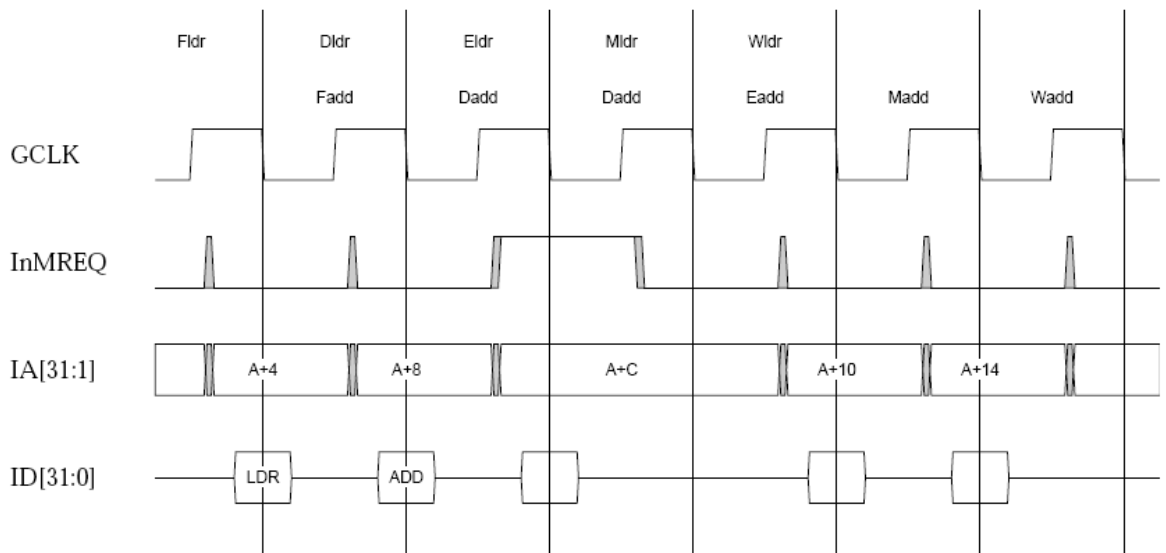 Fldr Dldr Eldr Mldr Wldr
Fadd Dadd Dadd Eadd Madd Wadd
GCLK
InMREQ
IA[31:1] A+4 A+8 A+C A+10 A+14
ID[31:0] LDR ADD